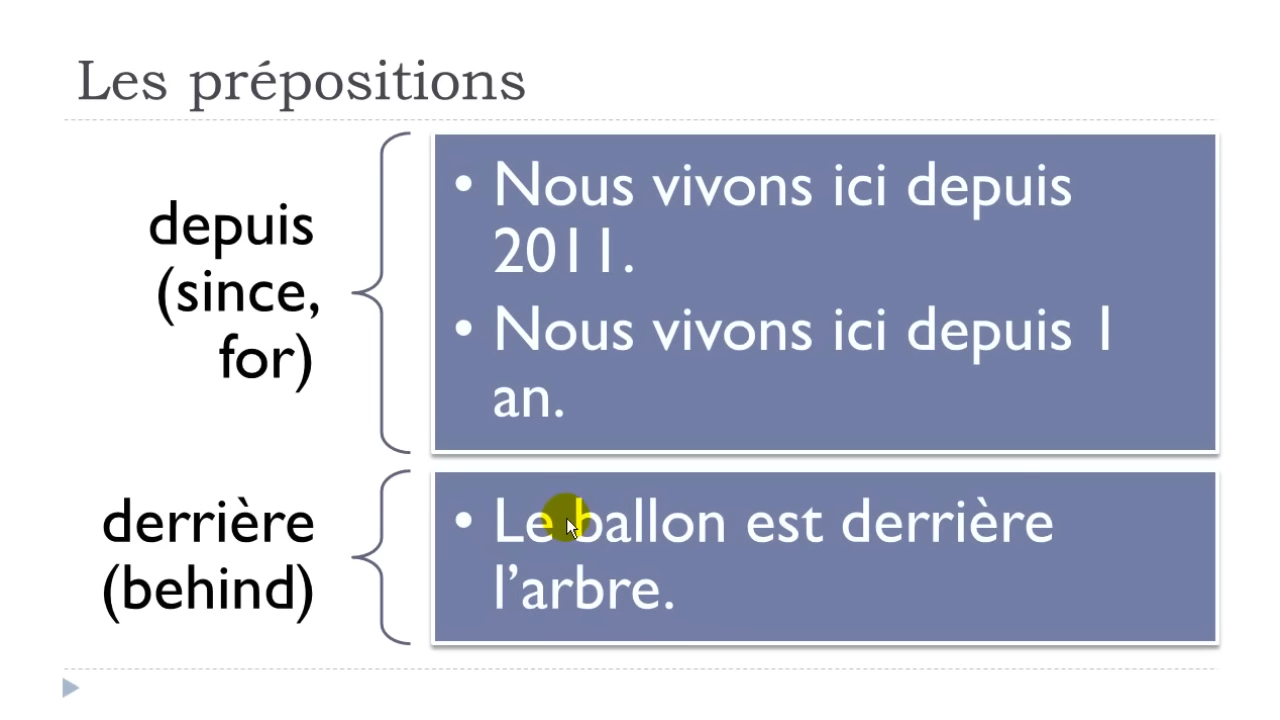 Les prépositions
depuis
(since,
for)
• Nous vivons ici depuis
2011.
• Nous vivons ici depuis 1
an.
derrière
(behind)
• Le ballon est derrière
l’arbre.